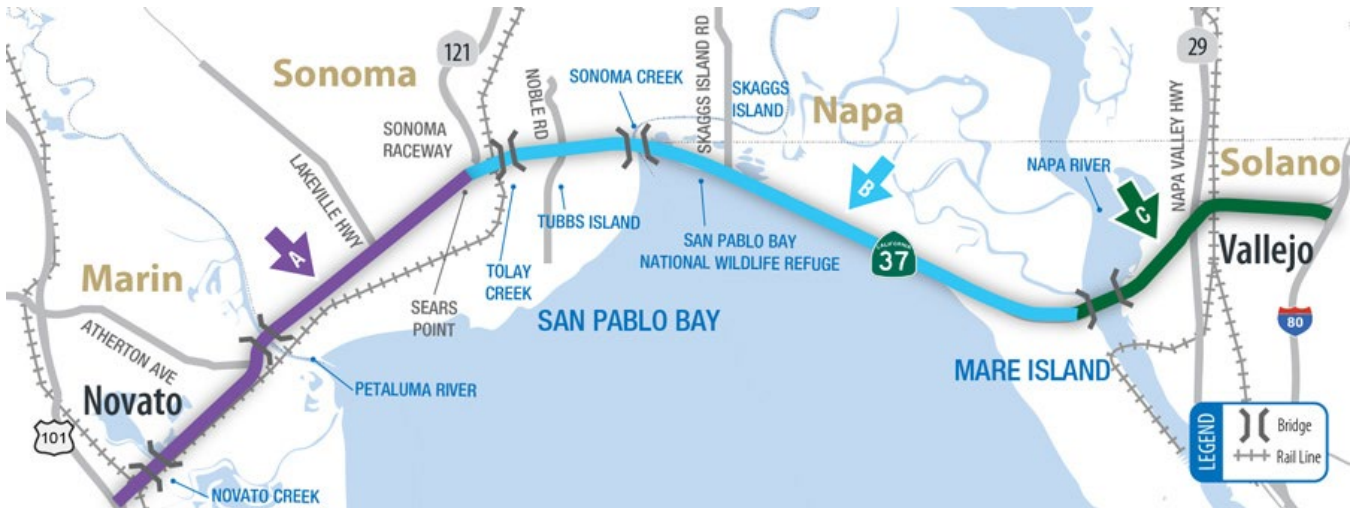 121
29
Sonoma
SONOMA CREEK
SKAGGS ISLAND RD
NOBLE RD
SKAGGS
ISLAND
Napa
NAPA VALLEY HWY
SONOMA
RACEWAY
LAKEVILLE HWY
NAPA RIVER
Solano
B
C
TUBBS ISLAND
A
SAN PABLO BAY
NATIONAL WILDLIFE REFUGE
CALIFORNIA
37
Vallejo
Marin
TOLAY
CREEK
SEARS
POINT
SAN PABLO BAY
80
ATHERTON AVE
MARE ISLAND
PETALUMA RIVER
Novato
101
LEGEND
Bridge
Rail Line
NOVATO CREEK